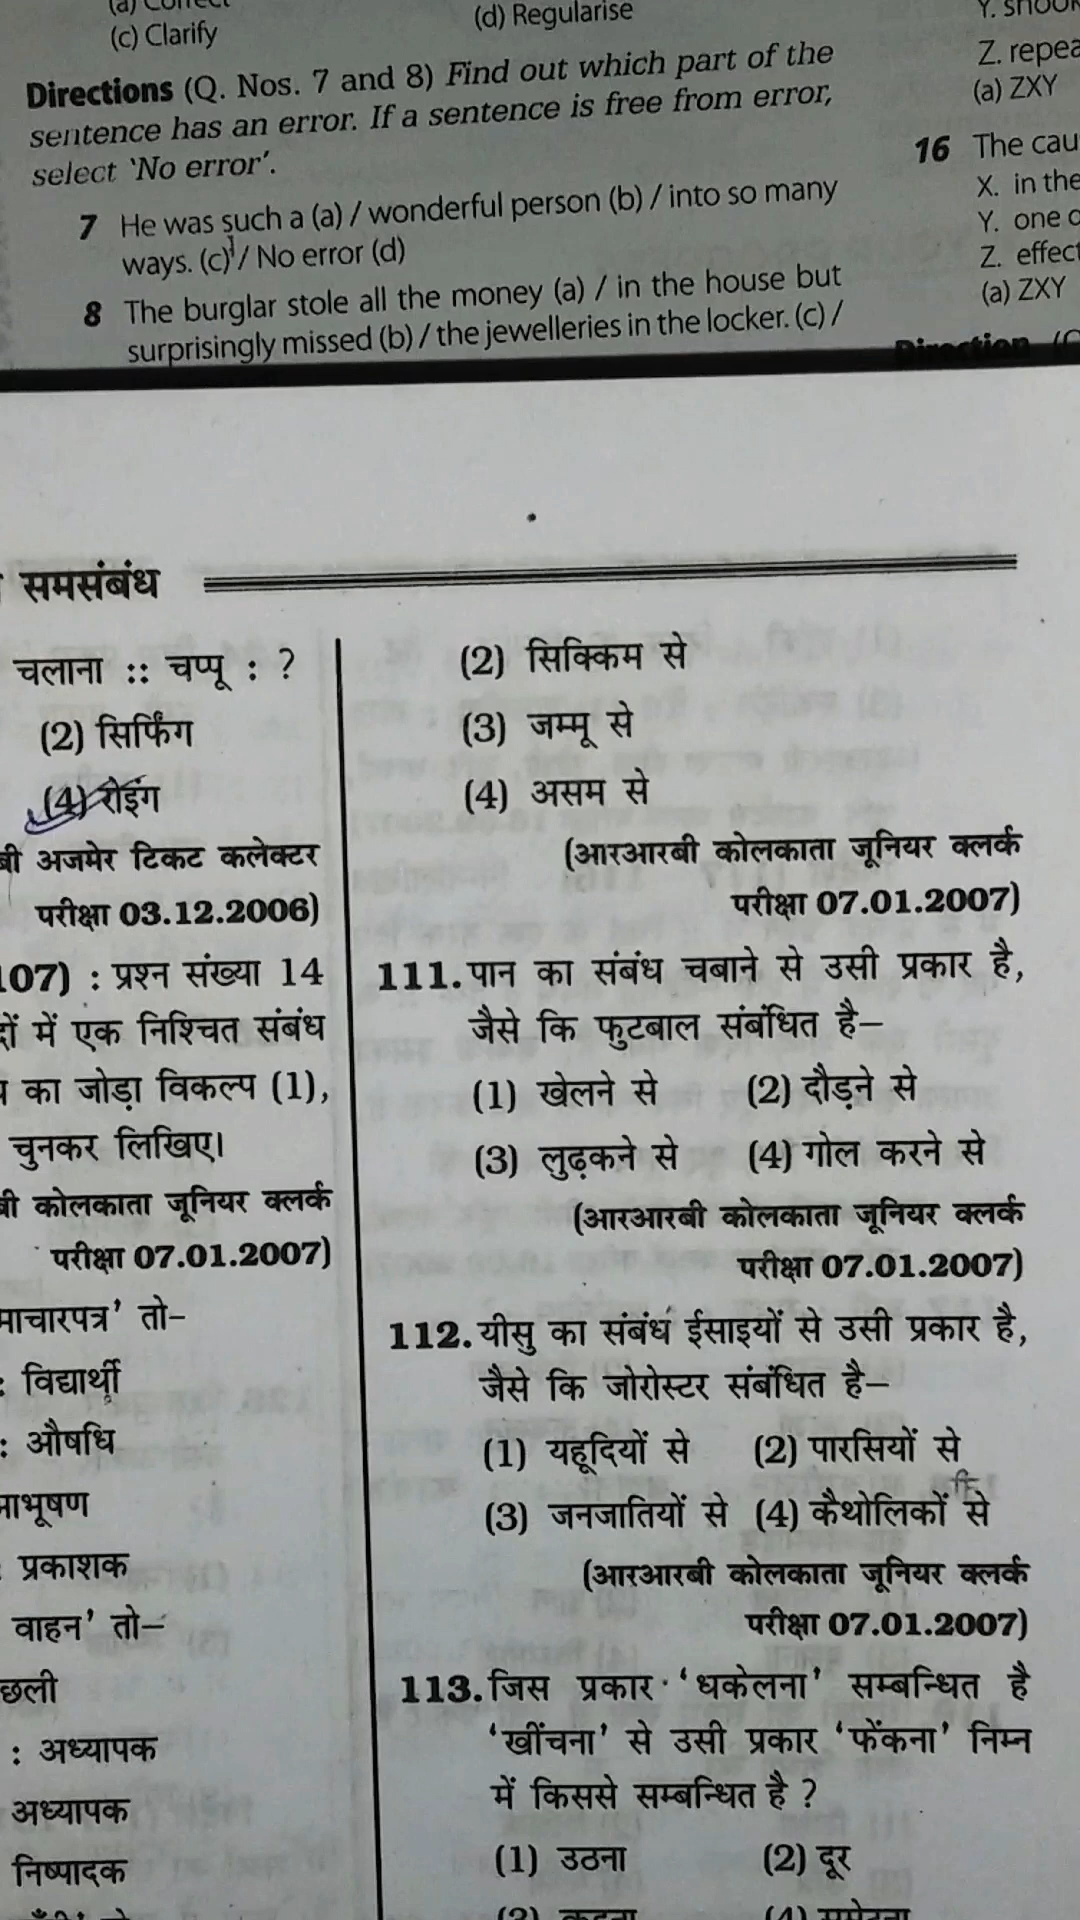 (c) Clarify
(d) Regularise
Directions (Q. Nos. 7 and 8) Find out which part of the
sentence has an error. If a sentence is free from error,
select ‘No error’.
7 He was such a (a) / wonderful person (b) / into so many
ways. (c) / No error (d)
8 The burglar stole all the money (a) / in the house but
surprisingly missed (b) / the jewelleries in the locker. (c) /
Z.
(a) ZXY
16 The
X. in the
Y. one
Z.
(a) ZXY
Direction
समसंबंध
चलाना :: चप्पू : ?
(2) सिर्फिंग
(4) रोइंग
अजमेर टिकट कलेक्टर
परीक्षा 03.12.2006)
107) : प्रश्न संख्या 14
में एक निश्चित संबंध
का जोड़ा विकल्प (1),
चुनकर लिखिए।
कोलकाता जूनियर क्लर्क
परीक्षा 07.01.2007)
तो–
: विद्यार्थी
: औषधि
: प्रकाशक
वाहन’ तो–
: अध्यापक
अध्यापक
निष्पादक
(2) सिक्किम से
(3) जम्मू से
(4) असम से
(आरआरबी कोलकाता जूनियर क्लर्क
परीक्षा 07.01.2007)
111. पान का संबंध चबाने से उसी प्रकार है,
जैसे कि फुटबाल संबंधित है–
(1) खेलने से (2) दौड़ने से
(3) लुढ़कने से (4) गोल करने से
(आरआरबी कोलकाता जूनियर क्लर्क
परीक्षा 07.01.2007)
112. यीसु का संबंध ईसाइयों से उसी प्रकार है,
जैसे कि जोरोस्टर संबंधित है–
(1) यहूदियों से (2) पारसियों से
(3) जनजातियों से (4) कैथोलिकों से
(आरआरबी कोलकाता जूनियर क्लर्क
परीक्षा 07.01.2007)
113. जिस प्रकार ‘धकेलना’ सम्बन्धित है
‘खींचना’ से उसी प्रकार ‘फेंकना’ निम्न
में किससे सम्बन्धित है ?
(1) उठना (2) दूर